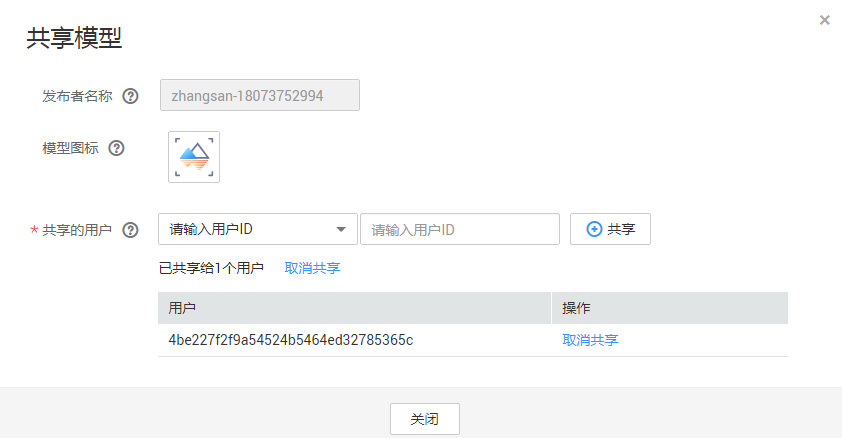 共享模型
发布者名称 zhangsan-18073752994
模型图标
* 共享的用户 请输入用户ID 请输入用户ID 共享
已共享给1个用户 取消共享
用户 操作
4be227f2f9a54524b5464ed32785365c 取消共享
关闭